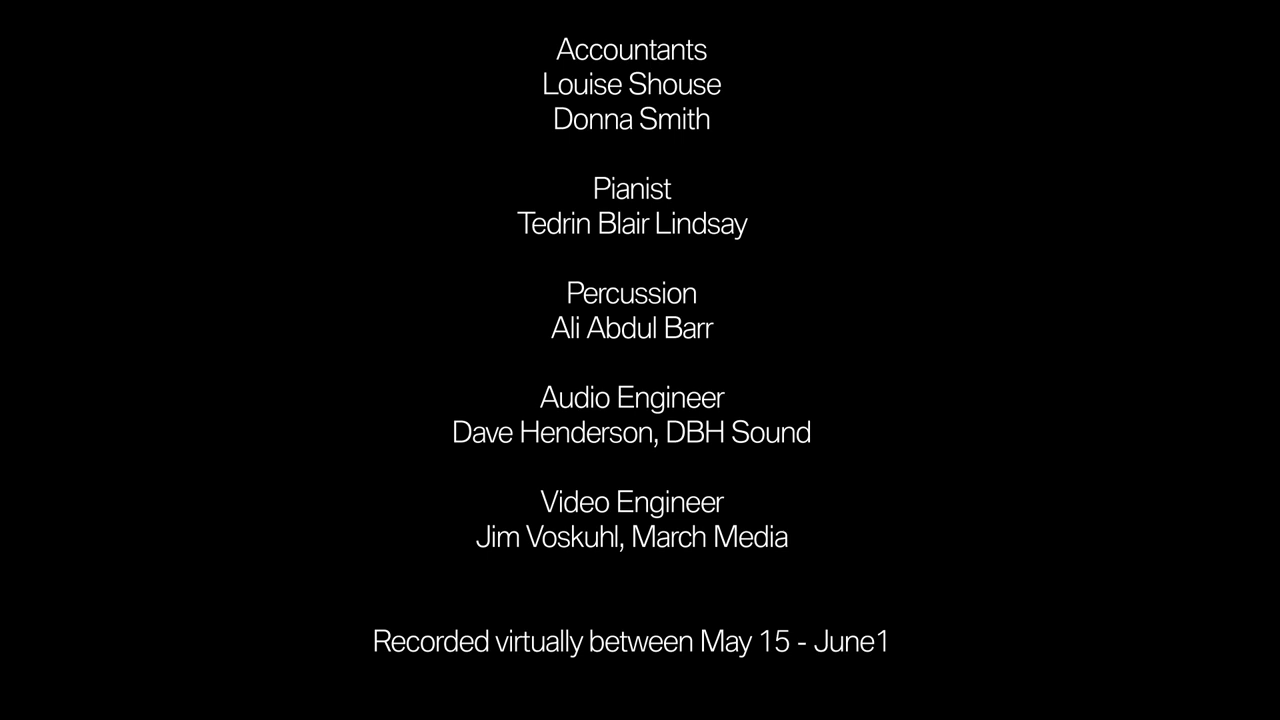 Accountants
Louise Shouse
Donna Smith
Pianist
Tedrin Blair Lindsay
Percussion
Ali Abdul Barr
Audio Engineer
Dave Henderson, DBH Sound
Video Engineer
Jim Voskuhl, March Media
Recorded virtually between May 15 - June1